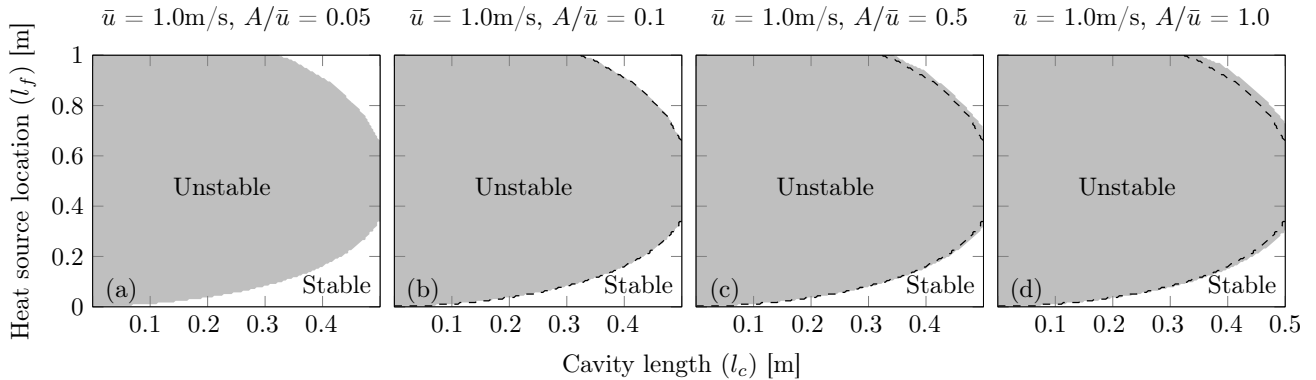 ū = 1.0m/s, A/ū = 0.05
ū = 1.0m/s, A/ū = 0.1
ū = 1.0m/s, A/ū = 0.5
ū = 1.0m/s, A/ū = 1.0
Heat source location (l_f) [m]
1
0.8
0.6
0.4
0.2
0
Unstable
Unstable
Unstable
Unstable
(a)
Stable
(b)
Stable
(c)
Stable
(d)
Stable
0.1 0.2 0.3 0.4
0.1 0.2 0.3 0.4
0.1 0.2 0.3 0.4
0.1 0.2 0.3 0.4 0.5
Cavity length (l_c) [m]